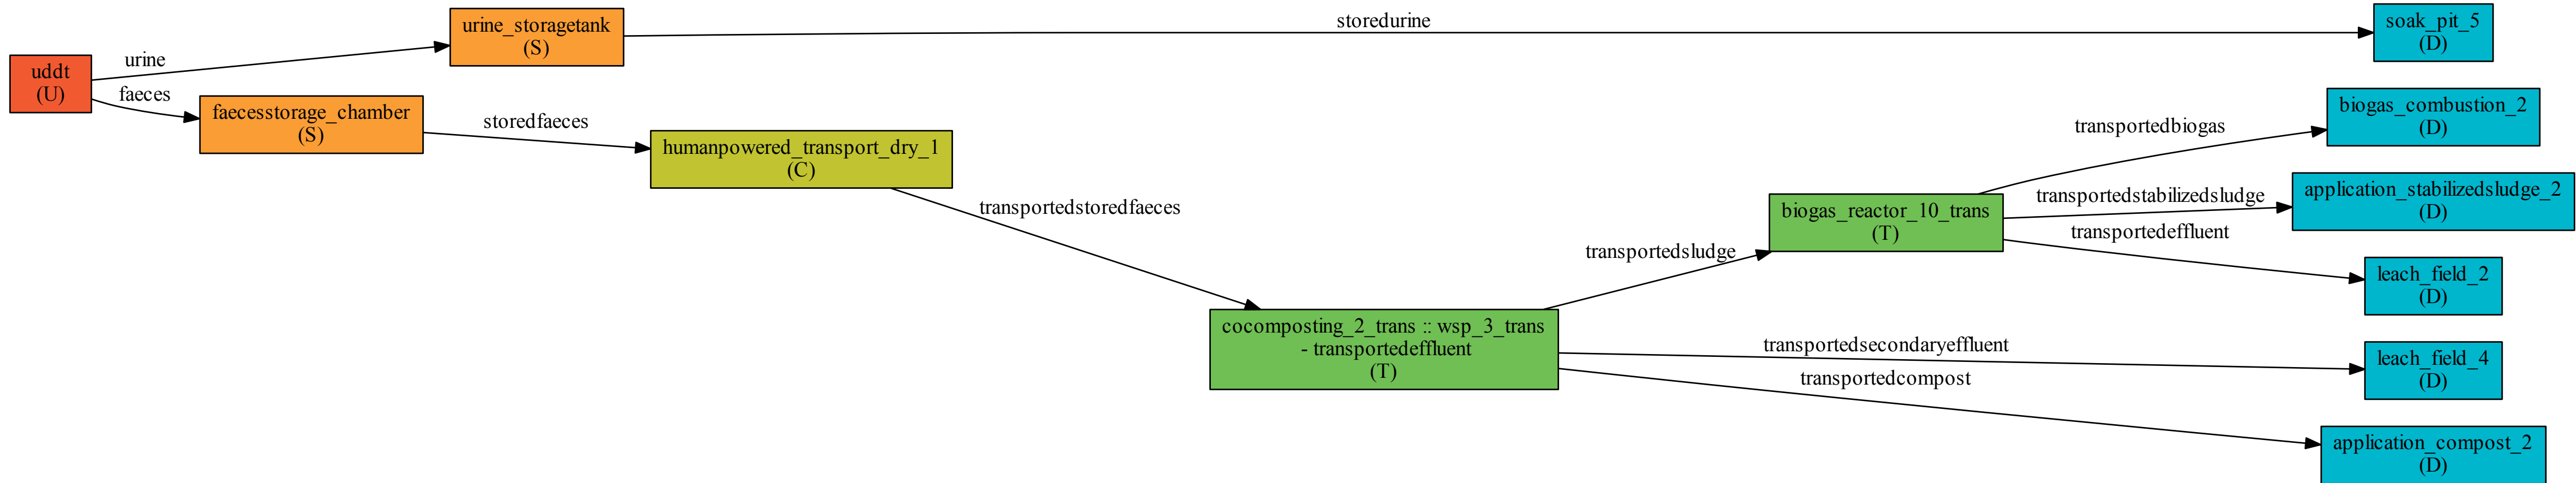 uddt
(U)
urine
faeces
urine_storagetank
(S)
faecesstorage_chamber
(S)
storedurine
storedfaeces
humanpowered_transport_dry_1
(C)
transportedstoredfaeces
cocomposting_2_trans :: wsp_3_trans
- transportedeffluent
(T)
transportedsludge
transportedsecondaryeffluent
transportedcompost
biogas_reactor_10_trans
(T)
transportedbiogas
transportedstabilizedsludge
transportedeffluent
soak_pit_5
(D)
biogas_combustion_2
(D)
application_stabilizedsludge_2
(D)
leach_field_2
(D)
leach_field_4
(D)
application_compost_2
(D)